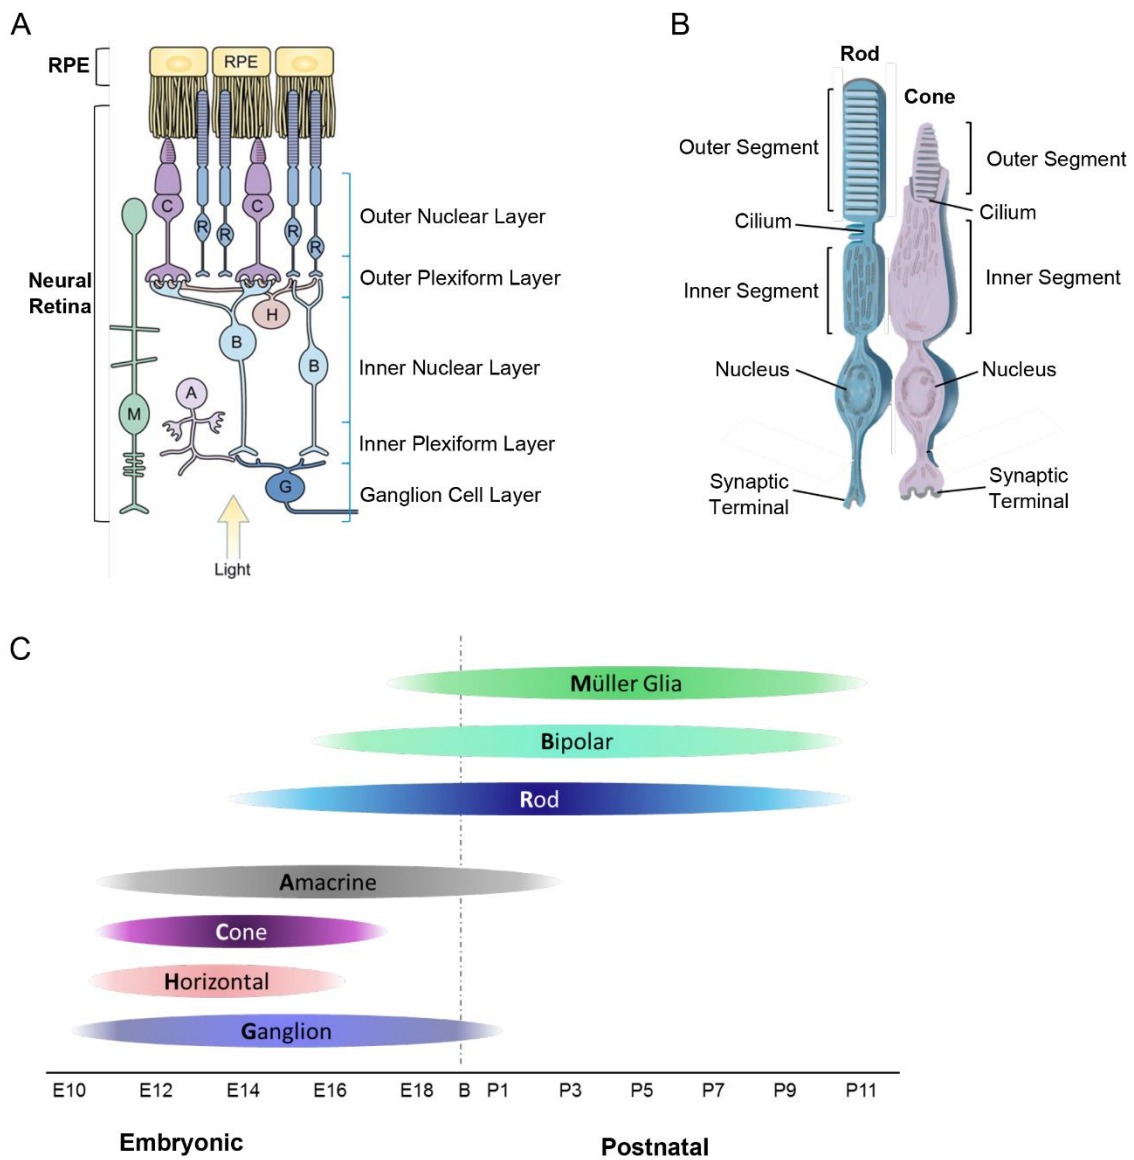 A
RPE
RPE
C
C
R
R
R
R
Neural
Retina
H
B
B
A
M
G
Outer Nuclear Layer
Outer Plexiform Layer
Inner Nuclear Layer
Inner Plexiform Layer
Ganglion Cell Layer
Light
B
Rod
Cone
Outer Segment
Outer Segment
Cilium
Cilium
Inner Segment
Inner Segment
Nucleus
Nucleus
Synaptic
Terminal
Synaptic
Terminal
C
Müller Glia
Bipolar
Rod
Amacrine
Cone
Horizontal
Ganglion
E10 E12 E14 E16 E18 B P1 P3 P5 P7 P9 P11
Embryonic Postnatal